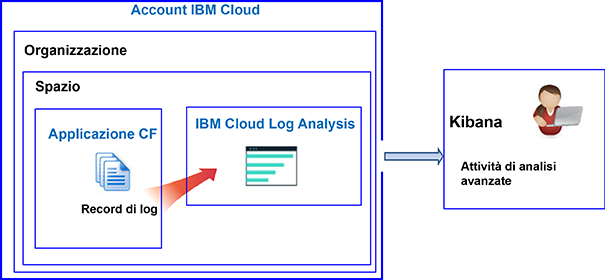 Account IBM Cloud
Organizzazione
Spazio
Applicazione CF
Record di log
IBM Cloud Log Analysis
Kibana
Attività di analisi
avanzate